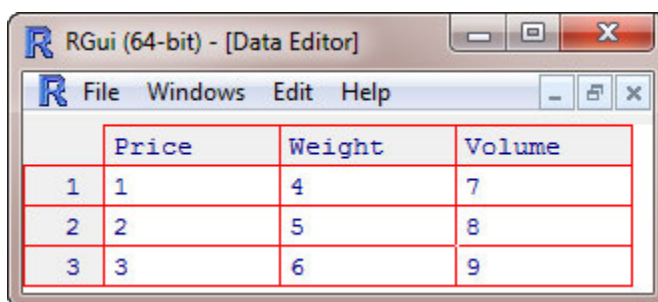 R RGui (64-bit) - [Data Editor]
R File Windows Edit Help
Price Weight Volume
1 1 4 7
2 2 5 8
3 3 6 9